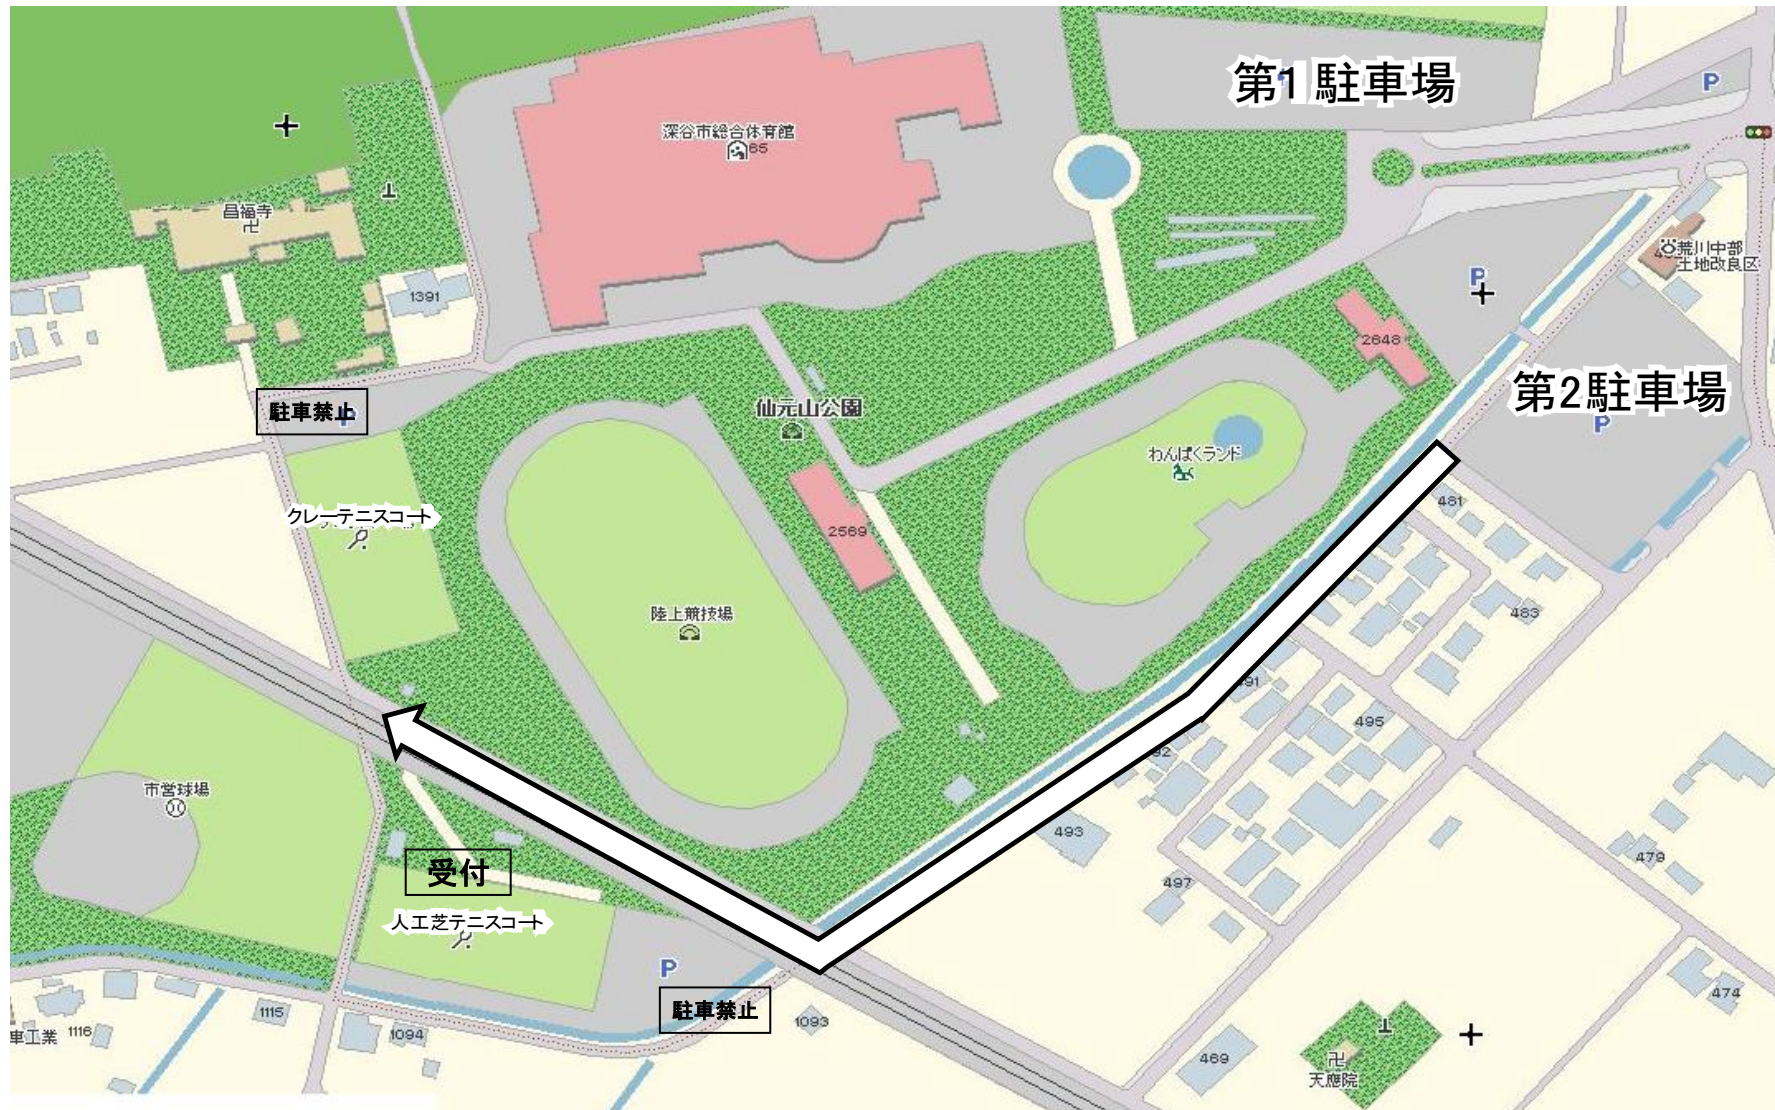 第1駐車場
P
深谷市総合体育館
65
昌福寺
卍
荒川中部
土地改良区
P
1391
2648
第2駐車場
P
駐車禁止
P
仙元山公園
わんぱくランド
481
クレーテニスコート
2569
483
陸上競技場
491
495
492
市営球場
493
479
受付
497
人工芝テニスコート
P
駐車禁止
474
1115
1093
車工業
1116
1094
469
卍
天應院